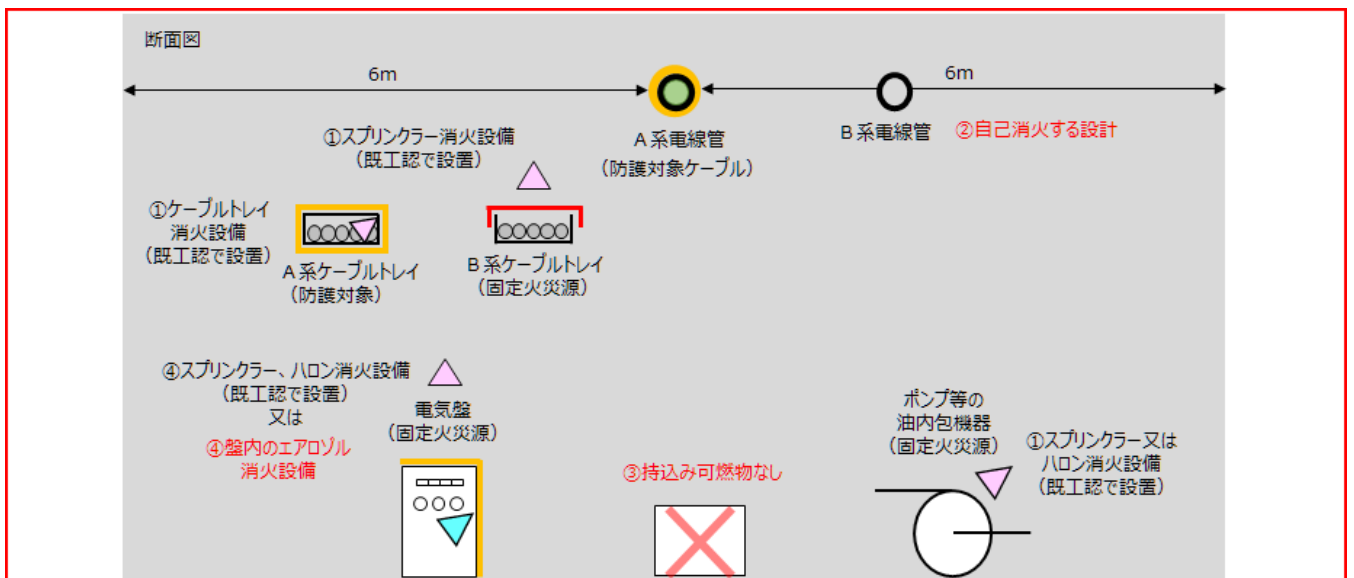 断面図
6m
6m
A系電線管
(防護対象ケーブル)
B系電線管
②自己消火する設計
①スプリンクラー消火設備
(既工認で設置)
①ケーブルトレイ
消火設備
(既工認で設置)
A系ケーブルトレイ
(防護対象)
B系ケーブルトレイ
(固定火災源)
④スプリンクラー、ハロン消火設備
(既工認で設置)
又は
④盤内のエアロゾル
消火設備
電気盤
(固定火災源)
③持込み可燃物なし
ポンプ等の
油内包機器
(固定火災源)
①スプリンクラー又は
ハロン消火設備
(既工認で設置)